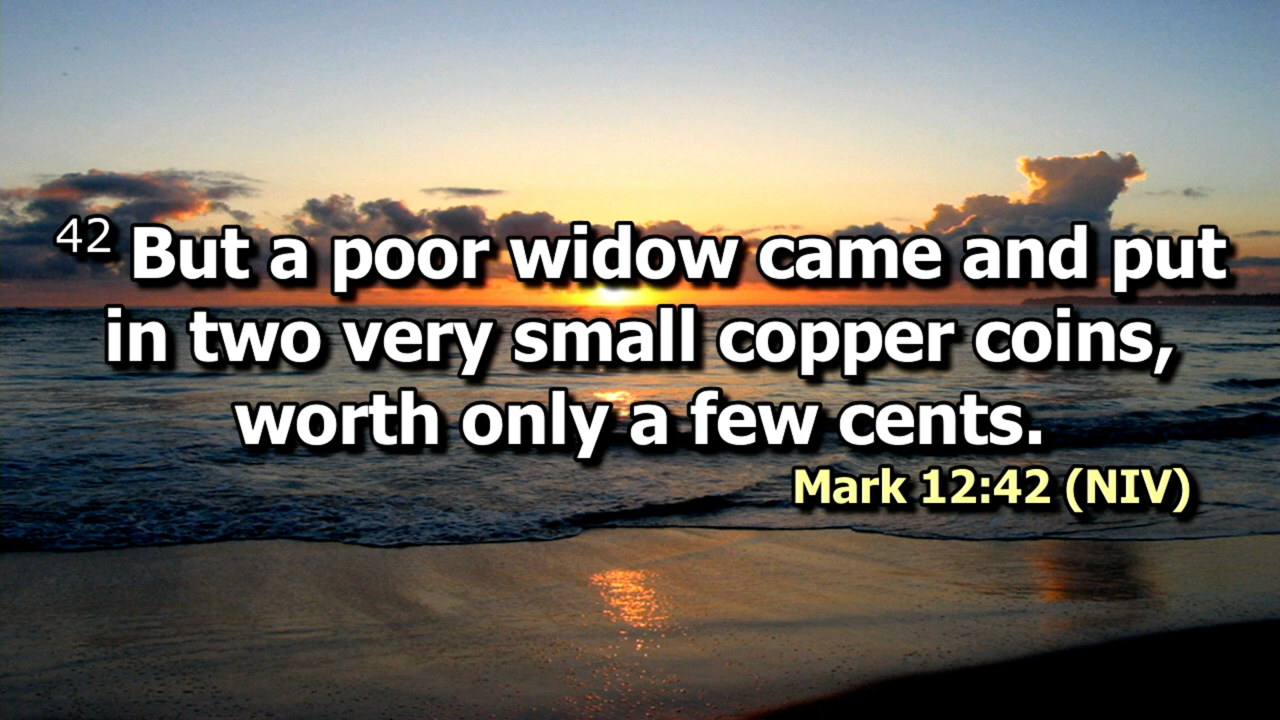 42 But a poor widow came and put
in two very small copper coins,
worth only a few cents.
Mark 12:42 (NIV)